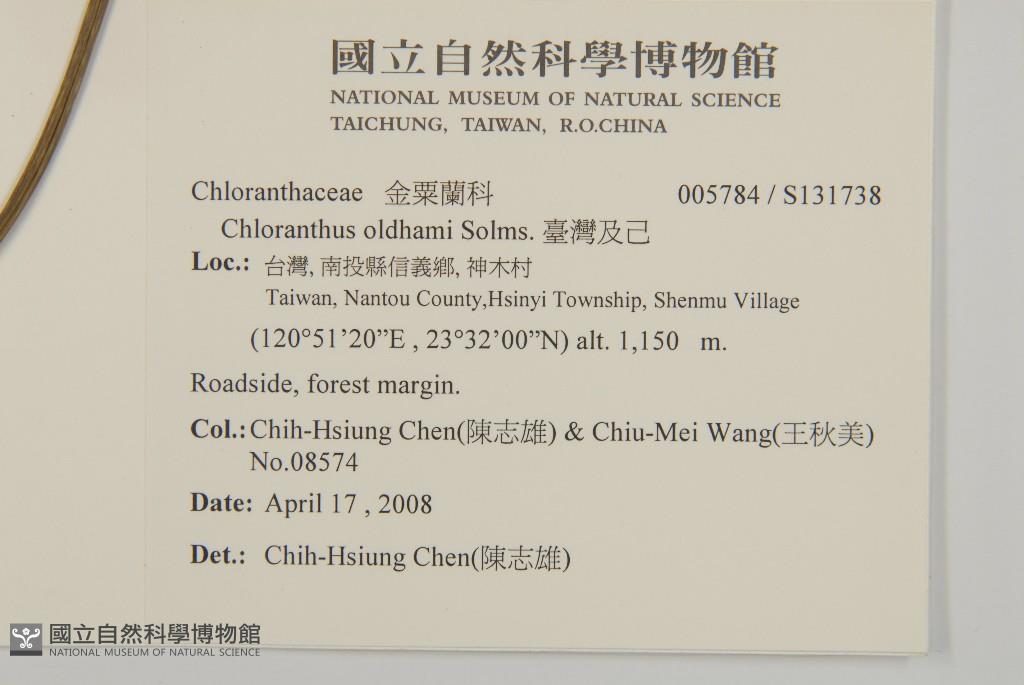 國立自然科學博物館
NATIONAL MUSEUM OF NATURAL SCIENCE
TAICHUNG, TAIWAN, R.O.CHINA
Chloranthaceae 金粟蘭科 005784 / S131738
Chloranthus oldhami Solms. 臺灣及己
Loc.: 台灣, 南投縣信義鄉, 神木村
Taiwan, Nantou County,Hsinyi Township, Shenmu Village
(120°51’20”E , 23°32’00”N) alt. 1,150 m.
Roadside, forest margin.
Col.: Chih-Hsiung Chen(陳志雄) & Chiu-Mei Wang(王秋美)
No.08574
Date: April 17 , 2008
Det.: Chih-Hsiung Chen(陳志雄)
國立自然科學博物館
NATIONAL MUSEUM OF NATURAL SCIENCE